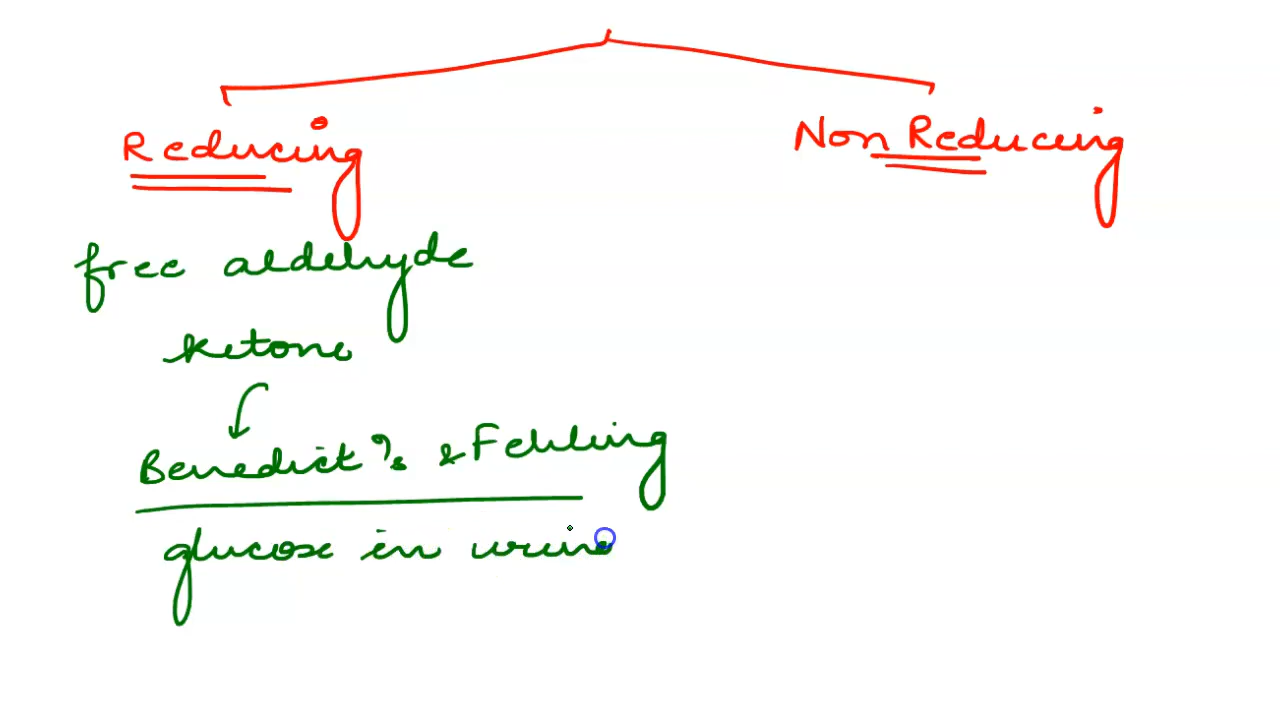 Reducing
Non Reducing
free aldehyde
ketone
Benedict's & Fehling
glucose in urine